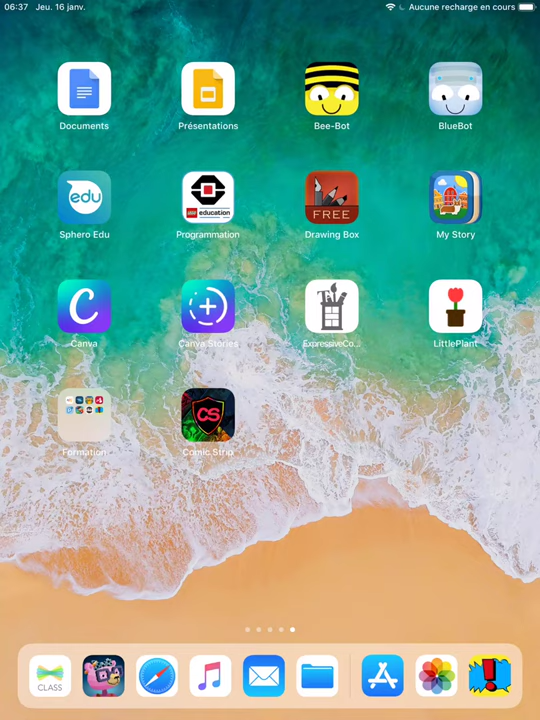 06:37 Jeu. 16 janv.
Aucune recharge en cours
Documents
Présentations
Bee-Bot
BlueBot
edu
education
FREE
Sphero Edu
Programmation
Drawing Box
My Story
C
Canva
Canva Stories
ExpressiveCo...
LittlePlant
CS
Formation
Comic Strip
CLASS